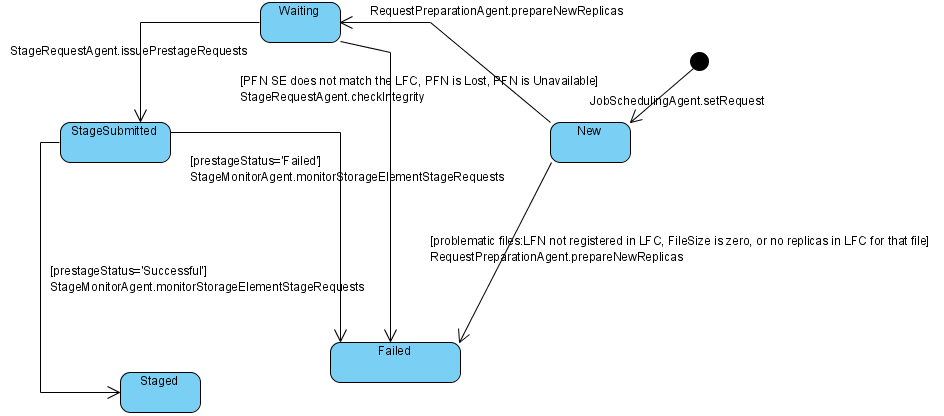 Waiting
RequestPreparationAgent.prepareNewReplicas
StageRequestAgent.issuePrestageRequests
[PFN SE does not match the LFC, PFN is Lost, PFN is Unavailable]
StageRequestAgent.checkIntegrity
JobSchedulingAgent.setRequest
StageSubmitted
New
[prestageStatus='Failed']
StageMonitorAgent.monitorStorageElementStageRequests
[problematic files:LFN not registered in LFC, FileSize is zero, or no replicas in LFC for that file]
RequestPreparationAgent.prepareNewReplicas
[prestageStatus='Successful']
StageMonitorAgent.monitorStorageElementStageRequests
Failed
Staged